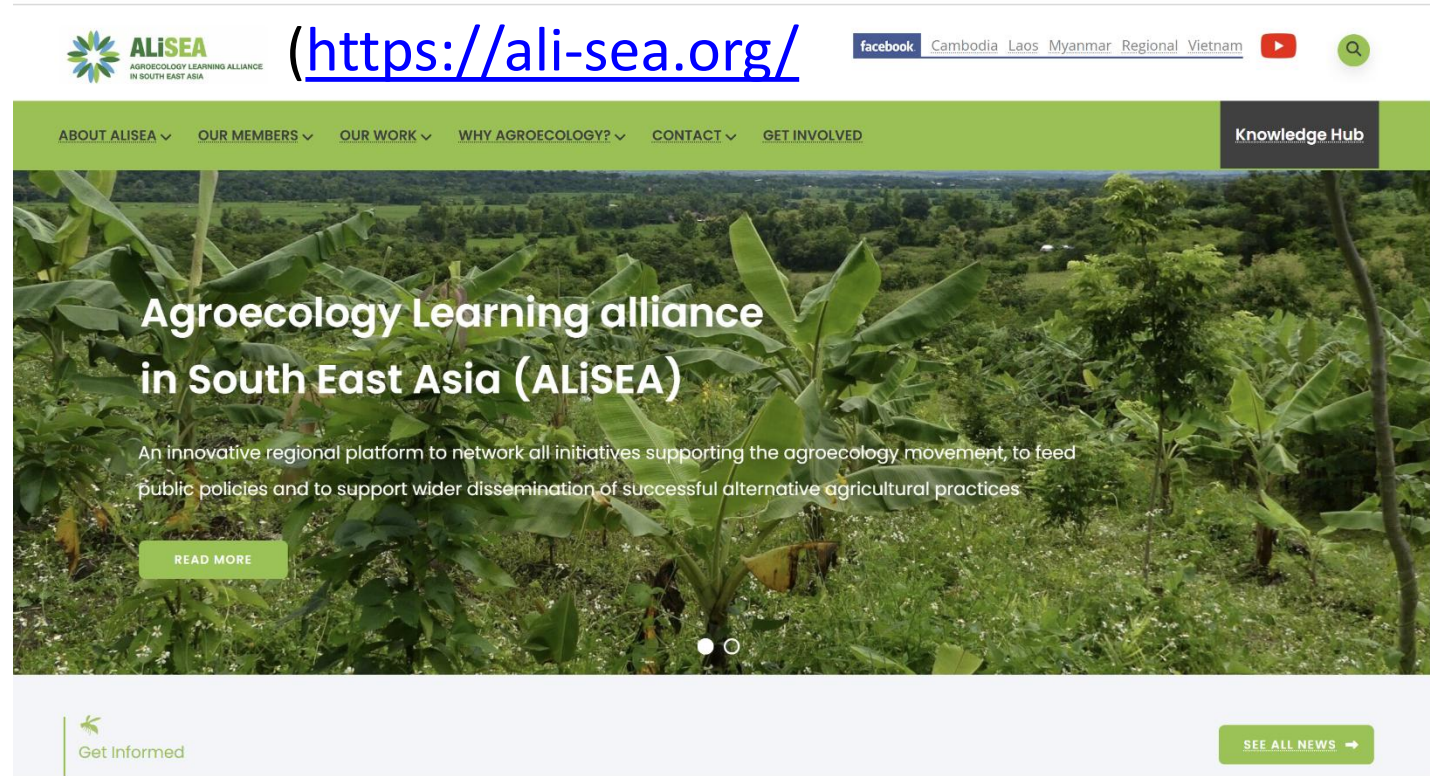 ALiSEA
AGROECOLOGY LEARNING ALLIANCE
IN SOUTH EAST ASIA
(https://ali-sea.org/
facebook. Cambodia Laos Myanmar Regional Vietnam
ABOUT ALISEA OUR MEMBERS OUR WORK WHY AGROECOLOGY? CONTACT GET INVOLVED
Knowledge Hub
Agroecology Learning alliance
in South East Asia (ALiSEA)
An innovative regional platform to network all initiatives supporting the agroecology movement, to feed
public policies and to support wider dissemination of successful alternative agricultural practices
READ MORE
Get Informed
SEE ALL NEWS